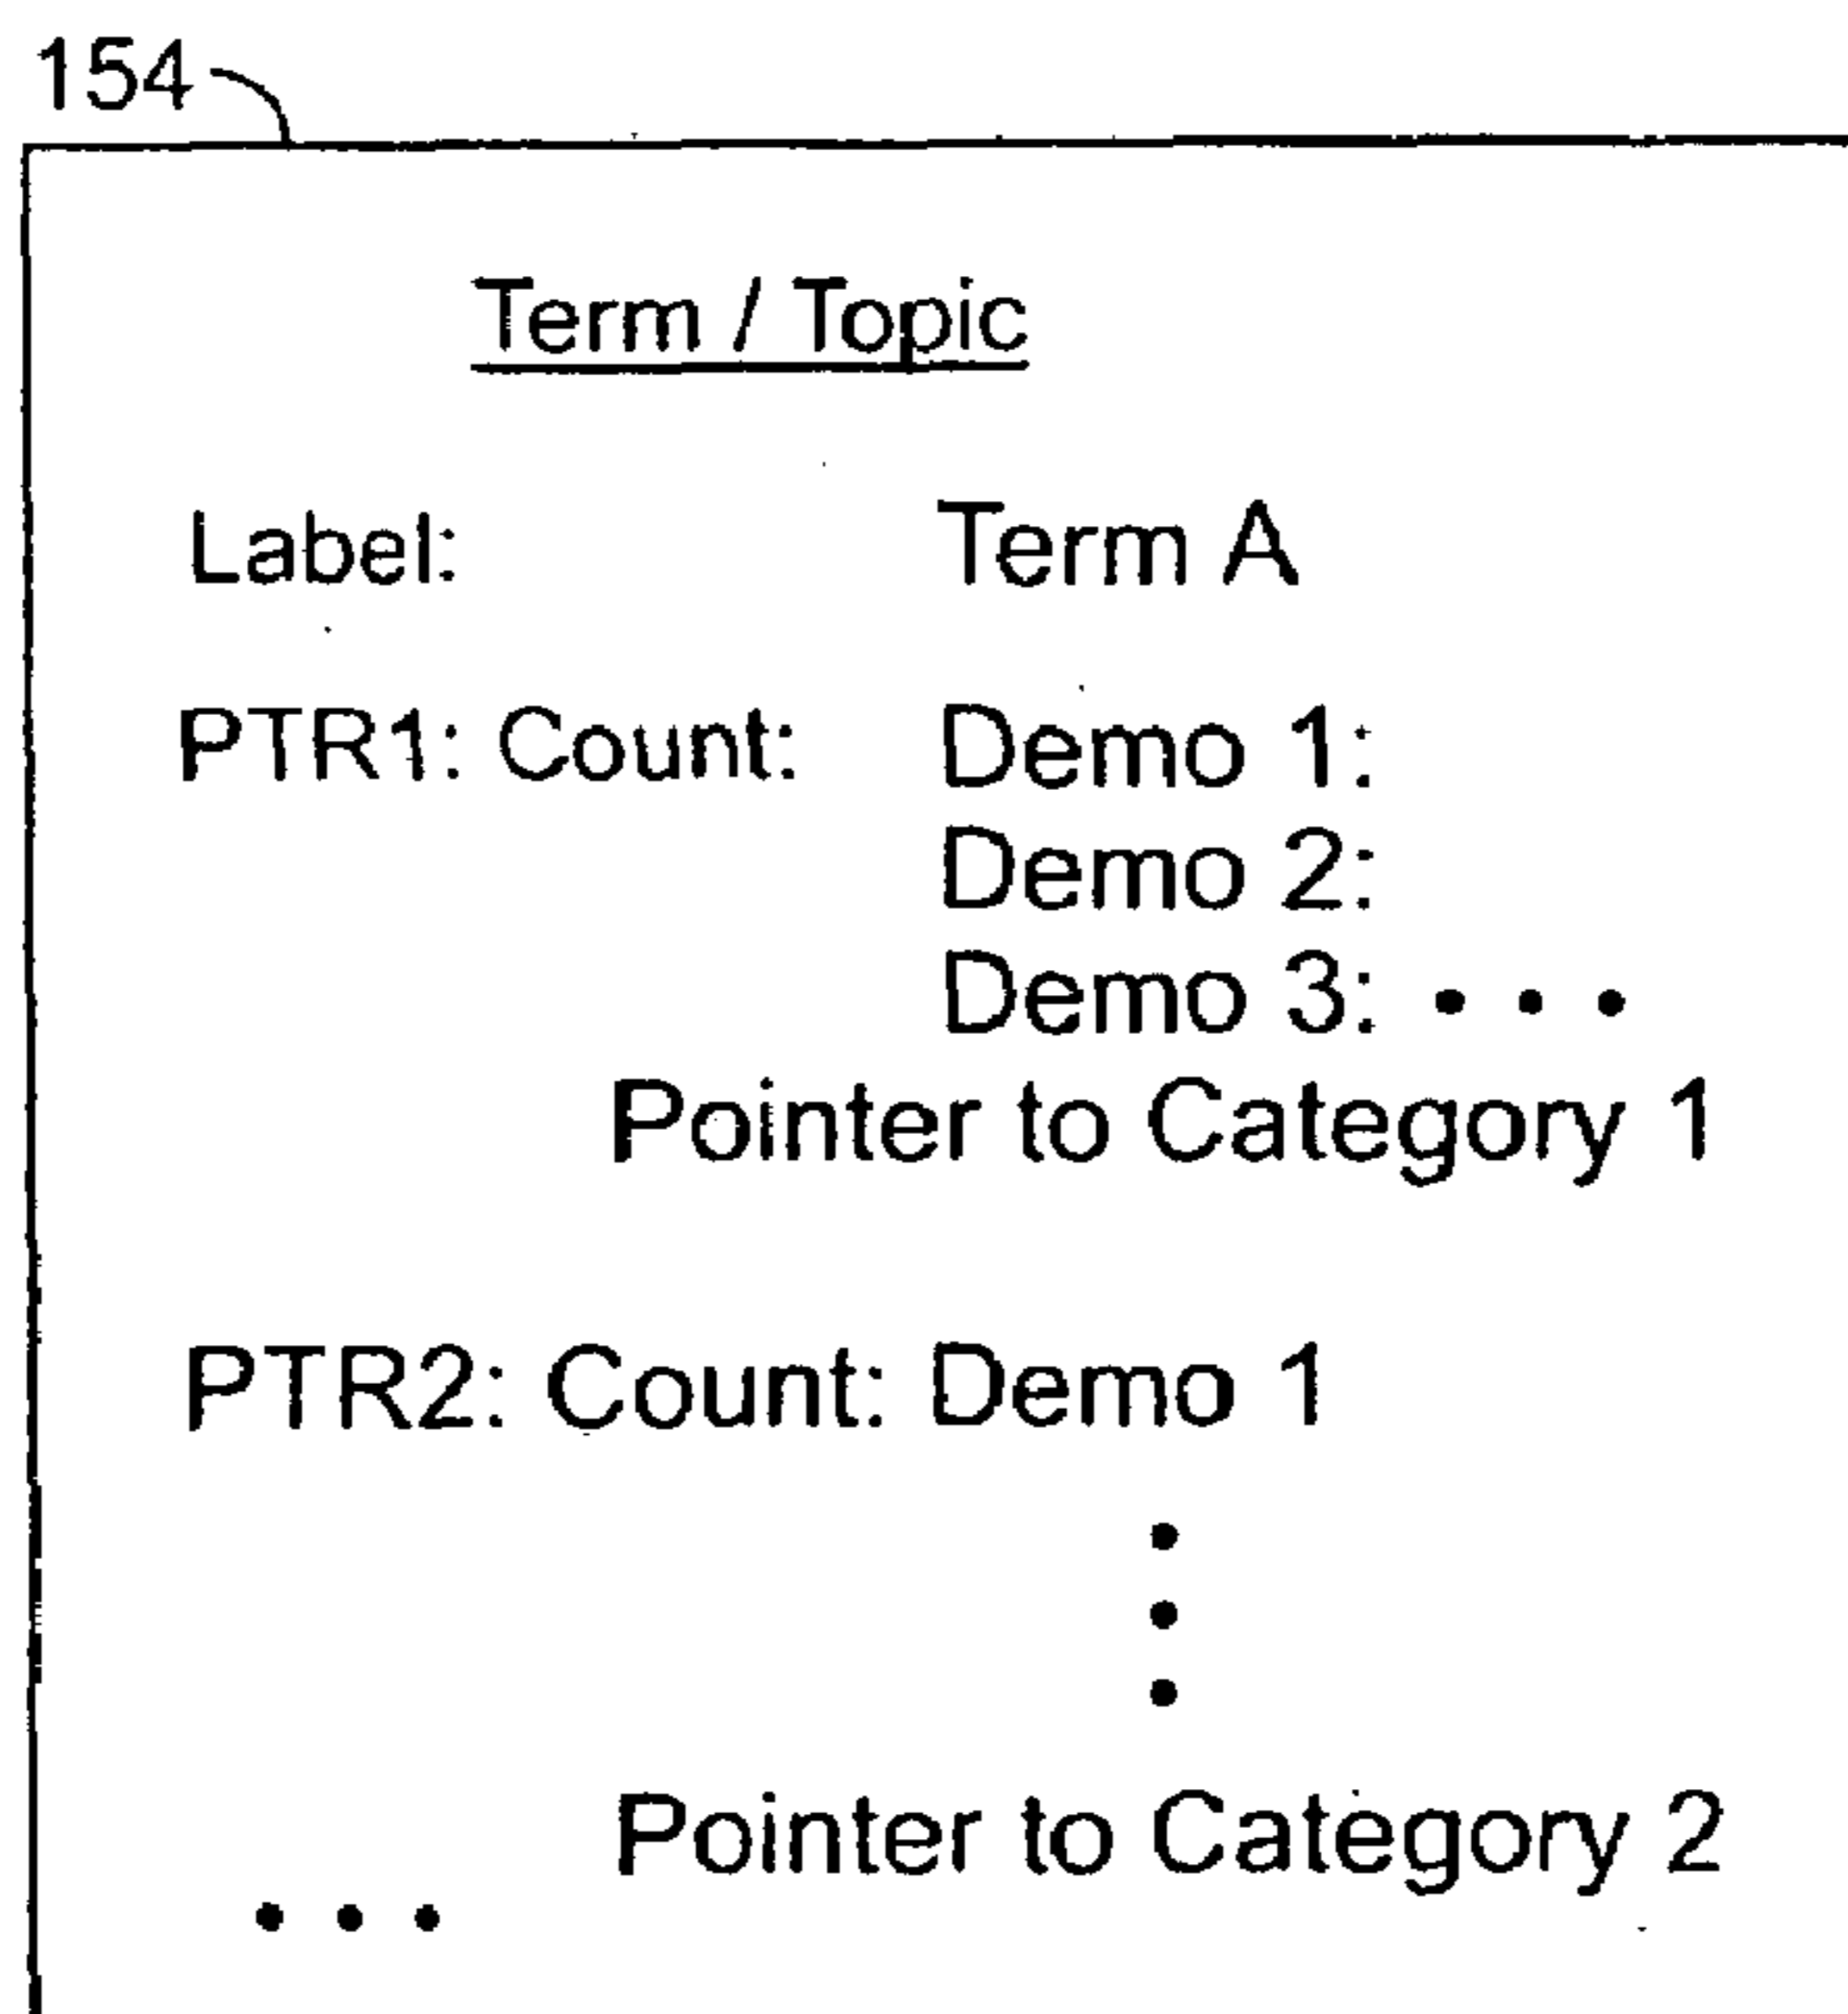 154
Term / Topic
Label: Term A
PTR1: Count: Demo 1:
Demo 2:
Demo 3: • • •
Pointer to Category 1
PTR2: Count: Demo 1
•
•
•
Pointer to Category 2
• • •